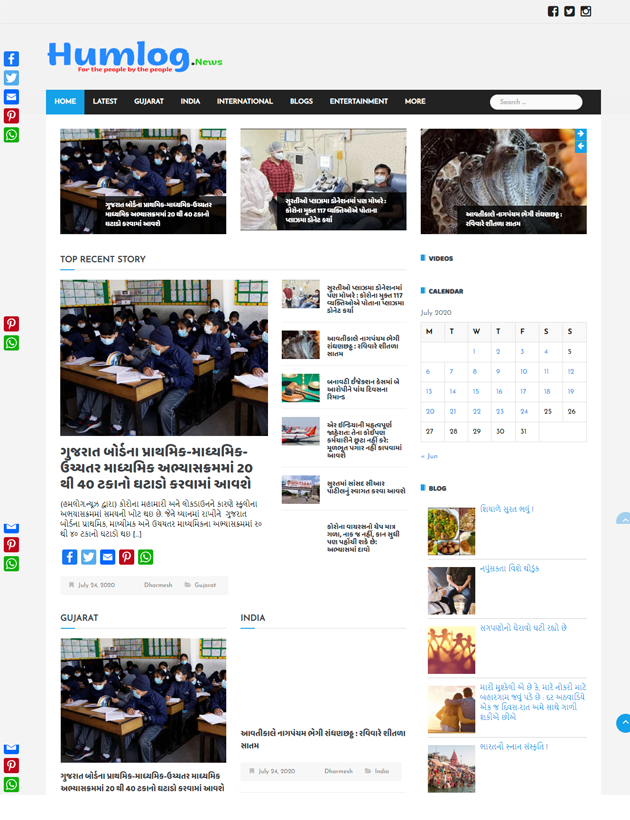 Humlog.News
For the people by the people
HOME LATEST GUJARAT INDIA INTERNATIONAL BLOGS ENTERTAINMENT MORE
Search ...
ગુજરાત બોર્ડના પ્રાથમિક-માધ્યમિક-ઉચ્ચતર
માધ્યમિક અભ્યાસક્રમમાં 20 થી 40 ટકાનો
ઘટાડો કરવામાં આવશે
સુરતીઓ પ્લાઝમા ડોનેશનમાં પણ મોખરે :
કોરોના મુક્ત 117 વ્યક્તિઓએ પોતાના
પ્લાઝમા ડોનેટ કર્યા
આવતીકાલે નાગપંચમ ભેગી રાંધણછઠ્ઠ :
રવિવારે શીતળા સાતમ
TOP RECENT STORY
ગુજરાત બોર્ડના પ્રાથમિક-માધ્યમિક-
ઉચ્ચતર માધ્યમિક અભ્યાસક્રમમાં 20
થી 40 ટકાનો ઘટાડો કરવામાં આવશે
(હમલોગ.ન્યૂઝ દ્વારા) કોરોના મહામારી અને લોકડાઉનને કારણે સ્કૂલોના
અભ્યાસક્રમમાં સમયનો ખોટ થઇ છે. જેને ધ્યાનમાં રાખીને ગુજરાત
બોર્ડના પ્રાથમિક, માધ્યમિક અને ઉચ્ચતર માધ્યમિકના અભ્યાસક્રમમાં ૨૦
થી ૪૦ ટકાનો ઘટાડો થઇ [...]
July 24, 2020 Dharmesh Gujarat
સુરતીઓ પ્લાઝમા ડોનેશનમાં
પણ મોખરે : કોરોના મુક્ત 117
વ્યક્તિઓએ પોતાના પ્લાઝમા
ડોનેટ કર્યા
આવતીકાલે નાગપંચમ ભેગી
રાંધણછઠ્ઠ : રવિવારે શીતળા
સાતમ
બનાવટી ઈંજેક્શન કેસમાં બે
આરોપીને પાંચ દિવસના
રિમાન્ડ
એર ઇન્ડિયાની મહત્વપૂર્ણ
જાહેરાત: તેના કોઈપણ
કર્મચારીને છૂટા નહીં કરે:
મૂળભૂત પગાર નહીં કાપવામાં
આવશે
સુરતમાં સાંસદ સીઆર
પાટીલનું સ્વાગત કરવા આવશે
કોરોના વાયરસનો ચેપ માત્ર
ગળા, નાક જ નહીં, કાન સુધી
પણ પહોંચી શકે છે:
અભ્યાસમાં દાવો
VIDEOS
CALENDAR
July 2020
M T W T F S S
1 2 3 4 5
6 7 8 9 10 11 12
13 14 15 16 17 18 19
20 21 22 23 24 25 26
27 28 29 30 31
« Jun
BLOG
શિયાળે સુરત ભલું !
નપુંસકતા વિશે થોડુંક
સગપણોનો ઘેરાવો ઘટી રહ્યો છે
મારી મુશ્કેલી એ છે કે, મારે નોકરી માટે
બહારગામ જવું પડે છે : દર અઠવાડિયે
એક જ દિવસ-રાત અમે સાથે ગાળી
શકીએ છીએ
ભારતની સ્નાન સંસ્કૃતિ !
GUJARAT
ગુજરાત બોર્ડના પ્રાથમિક-માધ્યમિક-ઉચ્ચતર માધ્યમિક
અભ્યાસક્રમમાં 20 થી 40 ટકાનો ઘટાડો કરવામાં આવશે
INDIA
આવતીકાલે નાગપંચમ ભેગી રાંધણછઠ્ઠ : રવિવારે શીતળા
સાતમ
July 24, 2020 Dharmesh India